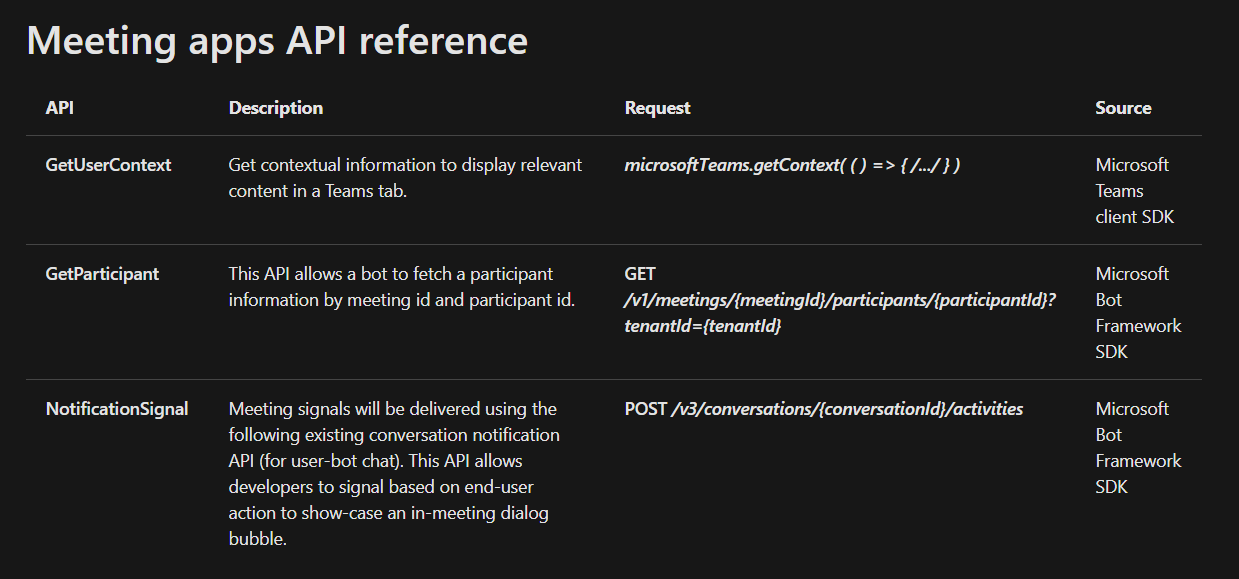 Meeting apps API reference
API Description Request Source
GetUserContext Get contextual information to display relevant microsoftTeams.getContext( ( ) => { /.../ } ) Microsoft
content in a Teams tab. Teams
client SDK
GetParticipant This API allows a bot to fetch a participant GET Microsoft
information by meeting id and participant id. /v1/meetings/{meetingId}/participants/{participantId}? Bot
tenantId={tenantId} Framework
SDK
NotificationSignal Meeting signals will be delivered using the POST /v3/conversations/{conversationId}/activities Microsoft
following existing conversation notification Bot
API (for user-bot chat). This API allows Framework
developers to signal based on end-user SDK
action to show-case an in-meeting dialog
bubble.